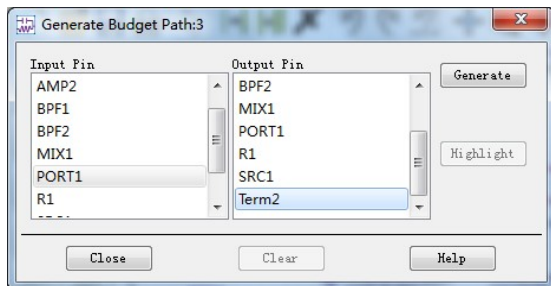 Generate Budget Path:3
Input Pin
Output Pin
AMP2
BPF1
BPF2
MIX1
PORT1
R1
BPF2
MIX1
PORT1
R1
SRC1
Term2
Generate
Highlight
Close
Clear
Help